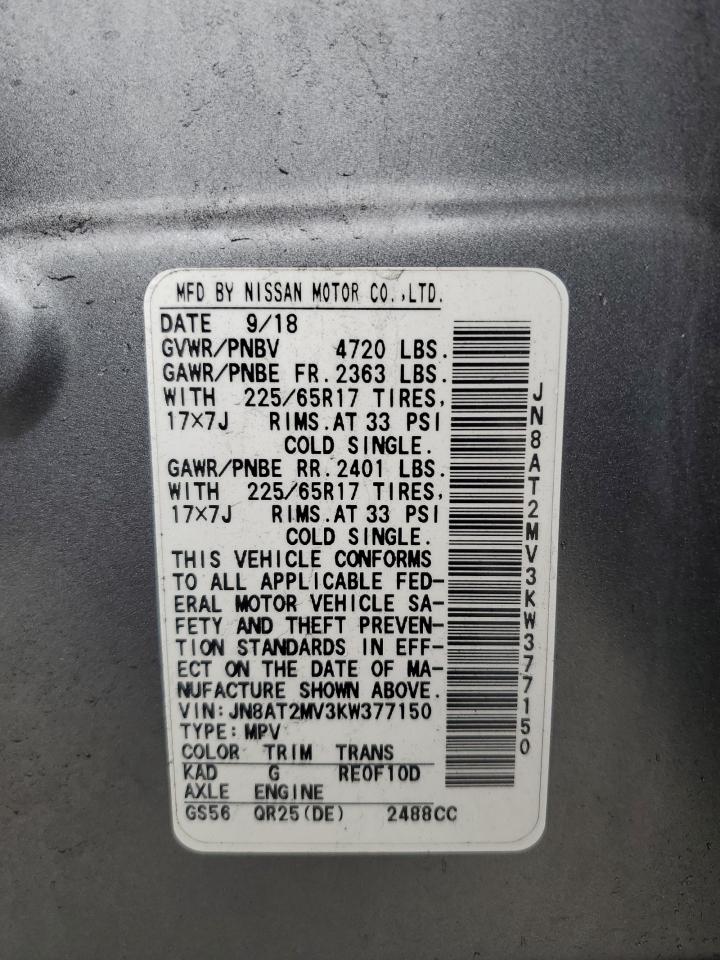 MFD BY NISSAN MOTOR CO.,LTD.
DATE 9/18
GVWR/PNBV 4720 LBS.
GAWR/PNBE FR.2363 LBS.
WITH 225/65R17 TIRES,
17×7J RIMS.AT 33 PSI
COLD SINGLE.
GAWR/PNBE RR.2401 LBS.
WITH 225/65R17 TIRES,
17×7J RIMS.AT 33 PSI
COLD SINGLE.
THIS VEHICLE CONFORMS
TO ALL APPLICABLE FED-
ERAL MOTOR VEHICLE SA-
FETY AND THEFT PREVEN-
TION STANDARDS IN EFF-
ECT ON THE DATE OF MA-
NUFACTURE SHOWN ABOVE.
VIN:JN8AT2MV3KW377150
TYPE:MPV
COLOR TRIM TRANS
KAD G RE0F10D
AXLE ENGINE
GS56 QR25(DE) 2488CC
JN8AT2MV3KW377150